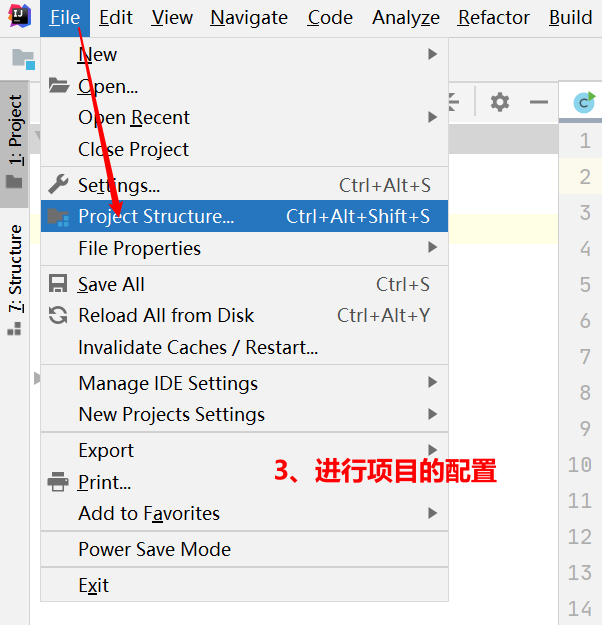 File Edit View Navigate Code Analyze Refactor Build
New
Open...
Open Recent
Close Project
Settings... Ctrl+Alt+S
Project Structure... Ctrl+Alt+Shift+S
File Properties
Save All Ctrl+S
Reload All from Disk Ctrl+Alt+Y
Invalidate Caches / Restart...
Manage IDE Settings
New Projects Settings
Export
3、进行项目的配置
Print...
Add to Favorites
Power Save Mode
Exit
1: Project
7: Structure
C
1
2
3
4
5
6
7
8
9
10
11
12
13
14